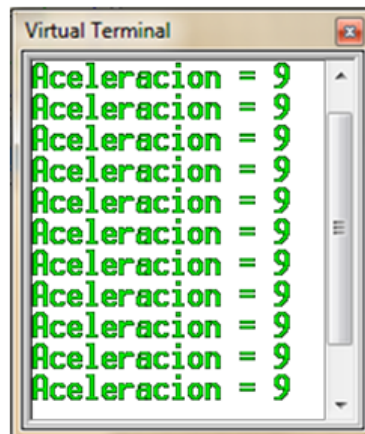 Virtual Terminal
Aceleracion = 9
Aceleracion = 9
Aceleracion = 9
Aceleracion = 9
Aceleracion = 9
Aceleracion = 9
Aceleracion = 9
Aceleracion = 9
Aceleracion = 9
Aceleracion = 9
Aceleracion = 9